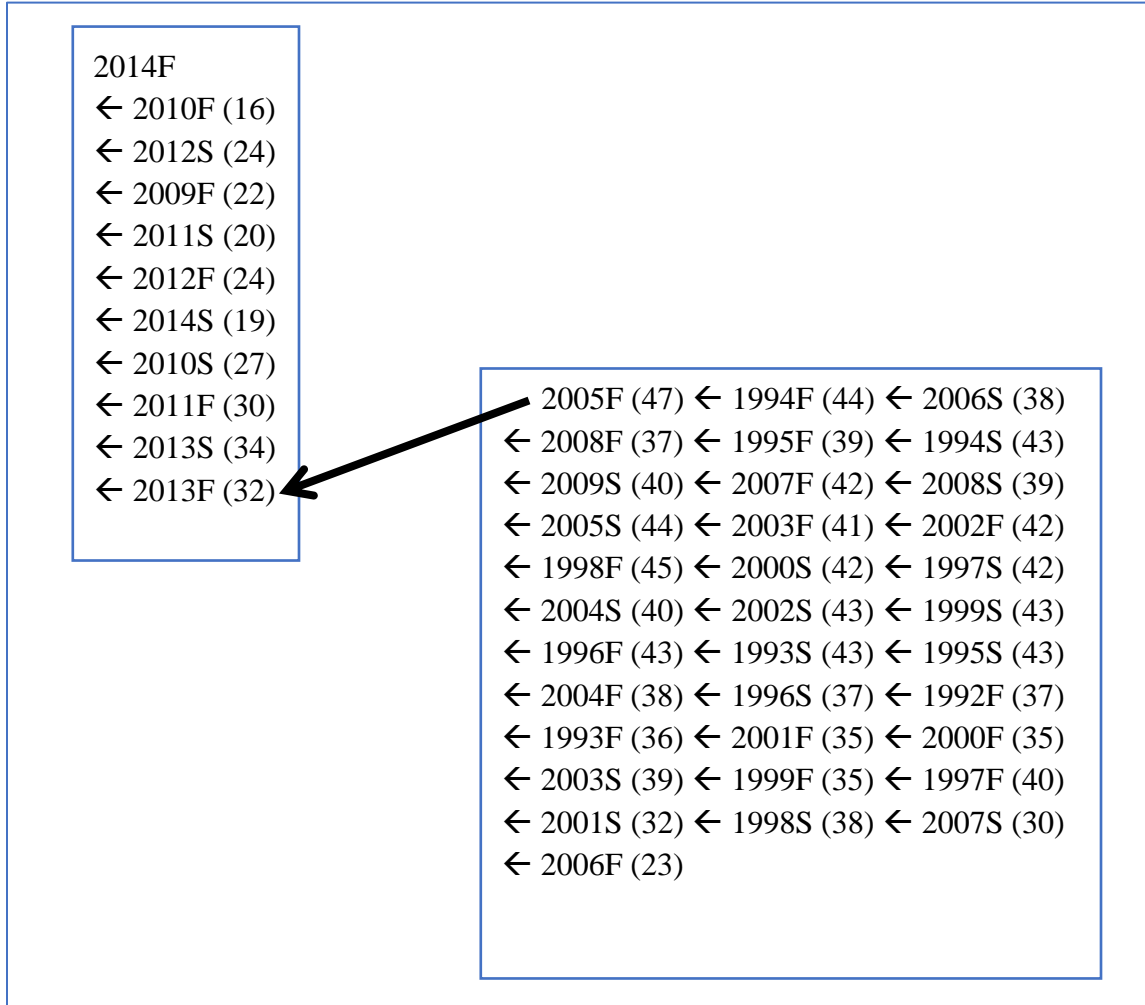 2014F
← 2010F (16)
← 2012S (24)
← 2009F (22)
← 2011S (20)
← 2012F (24)
← 2014S (19)
← 2010S (27)
← 2011F (30)
← 2013S (34)
← 2013F (32)
2005F (47) ← 1994F (44) ← 2006S (38)
← 2008F (37) ← 1995F (39) ← 1994S (43)
← 2009S (40) ← 2007F (42) ← 2008S (39)
← 2005S (44) ← 2003F (41) ← 2002F (42)
← 1998F (45) ← 2000S (42) ← 1997S (42)
← 2004S (40) ← 2002S (43) ← 1999S (43)
← 1996F (43) ← 1993S (43) ← 1995S (43)
← 2004F (38) ← 1996S (37) ← 1992F (37)
← 1993F (36) ← 2001F (35) ← 2000F (35)
← 2003S (39) ← 1999F (35) ← 1997F (40)
← 2001S (32) ← 1998S (38) ← 2007S (30)
← 2006F (23)